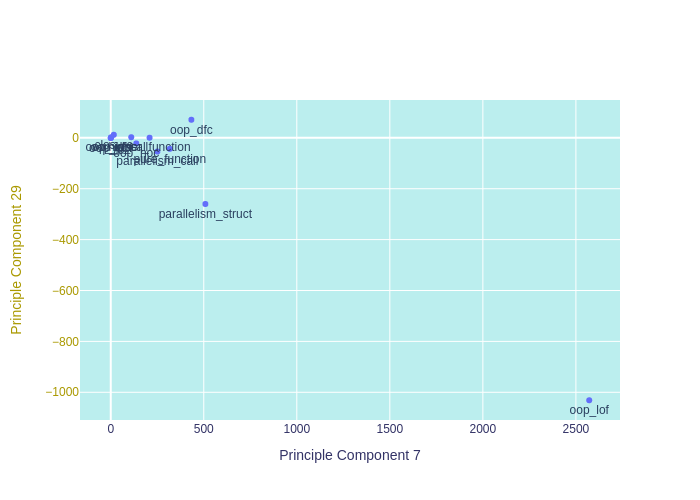 oop_dfc
parallelism_call
parallelism_struct
oop_lof
0
−200
−400
−600
−800
−1000
0
500
1000
1500
2000
2500
Principle Component 7
Principle Component 29